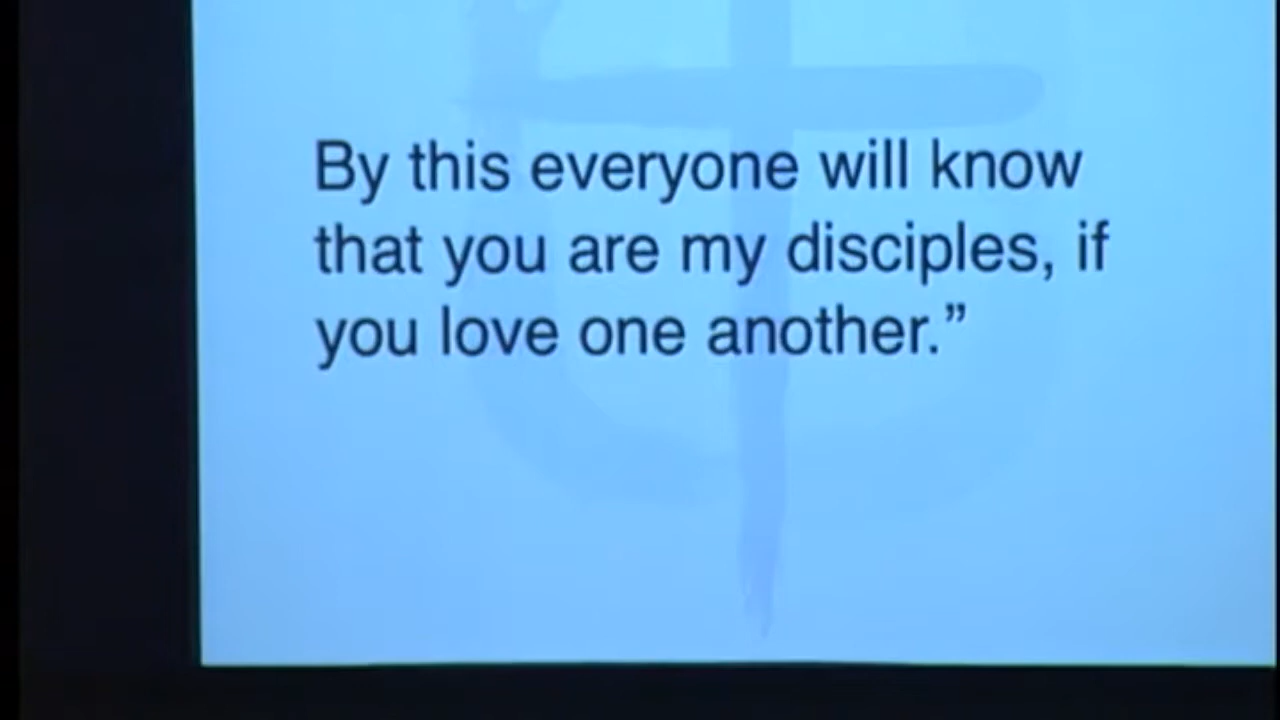 By this everyone will know
that you are my disciples, if
you love one another.”